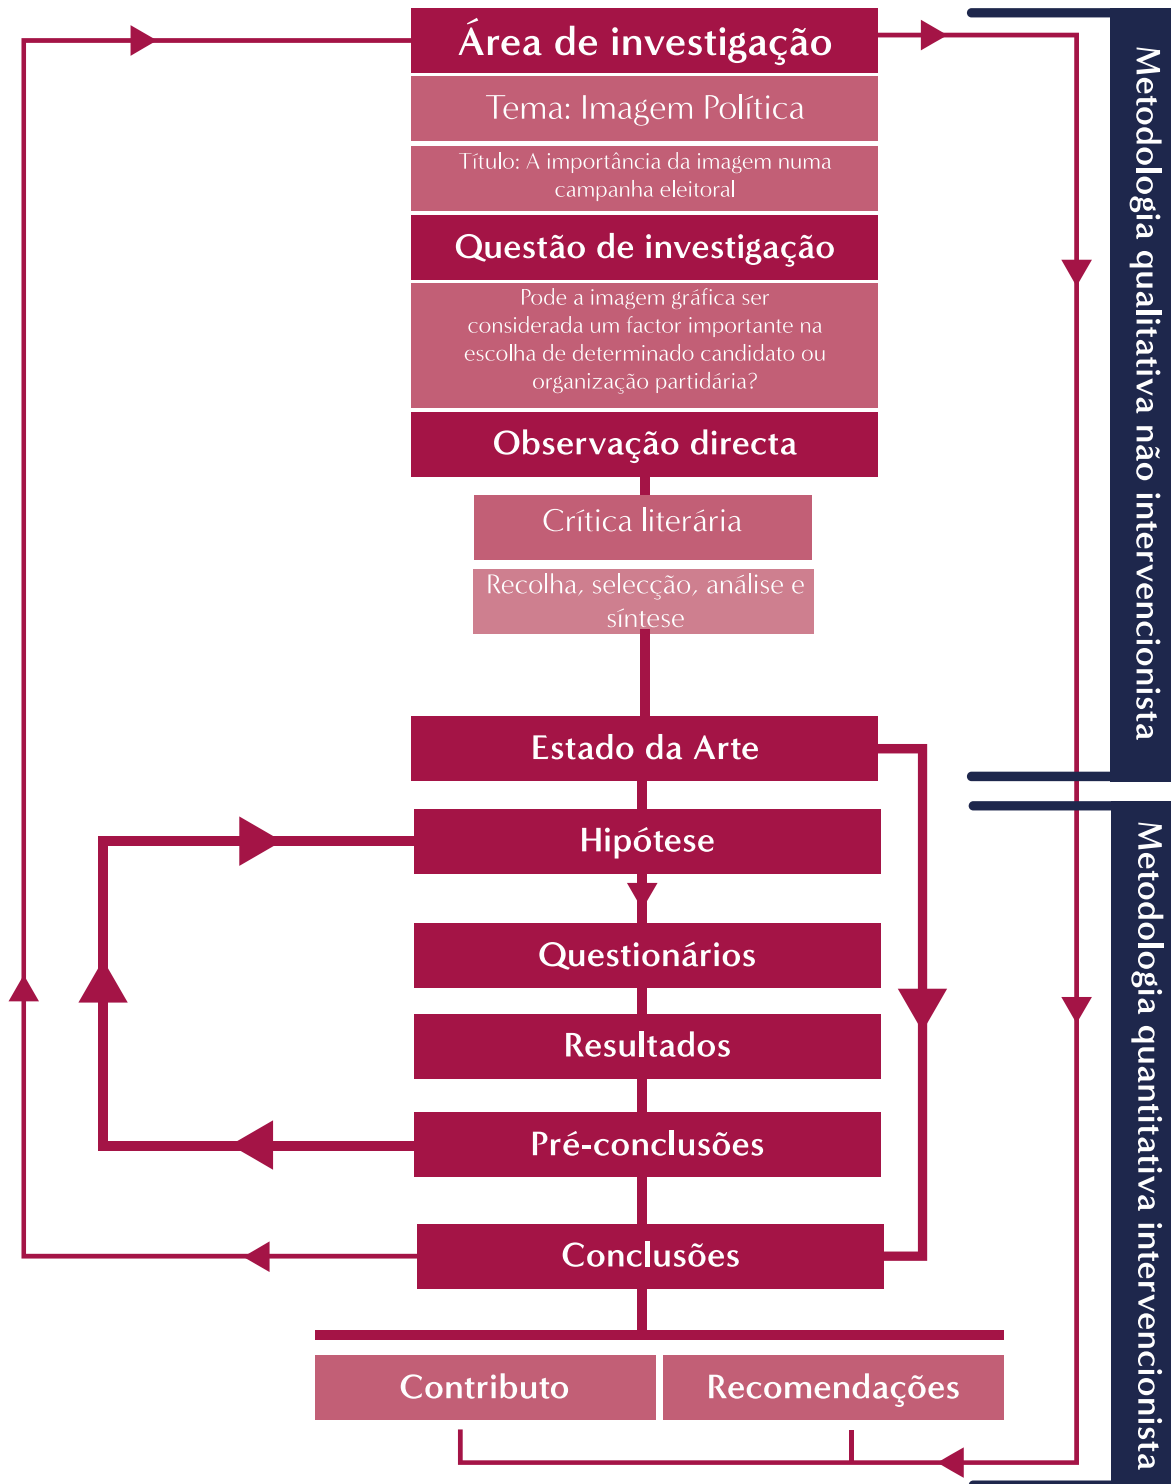 Área de investigação
Tema: Imagem Política
Título: A importância da imagem numa
campanha eleitoral
Questão de investigação
Pode a imagem gráfica ser
considerada um factor importante na
escolha de determinado candidato ou
organização partidária?
Observação directa
Crítica literária
Recolha, selecção, análise e
síntese
Estado da Arte
Hipótese
Questionários
Resultados
Pré-conclusões
Conclusões
Contributo
Recomendações
Metodologia qualitativa não intervencionista
Metodologia quantitativa intervencionista